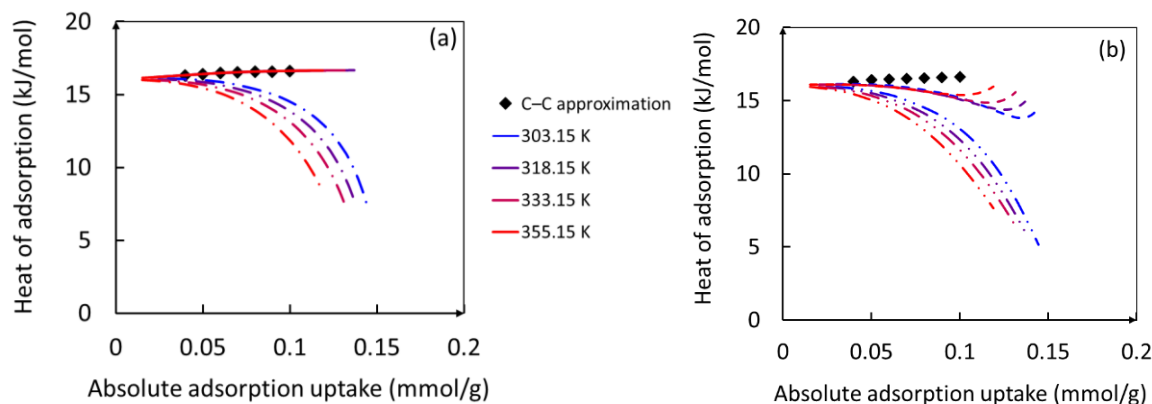 (a)
Heat of adsorption (kJ/mol)
20
15
10
5
0
0 0.05 0.1 0.15 0.2
Absolute adsorption uptake (mmol/g)
C–C approximation
303.15 K
318.15 K
333.15 K
355.15 K
(b)
Heat of adsorption (kJ/mol)
20
15
10
5
0
0 0.05 0.1 0.15 0.2
Absolute adsorption uptake (mmol/g)